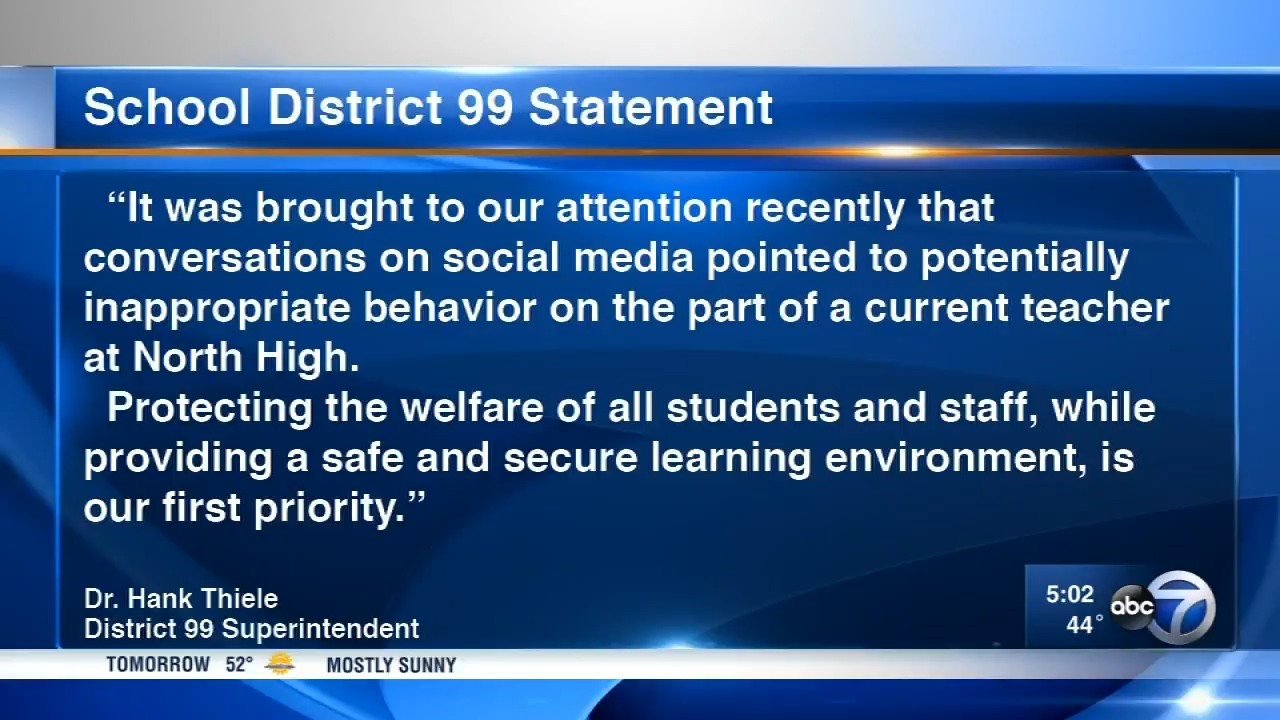 School District 99 Statement
“It was brought to our attention recently that
conversations on social media pointed to potentially
inappropriate behavior on the part of a current teacher
at North High.
Protecting the welfare of all students and staff, while
providing a safe and secure learning environment, is
our first priority.”
Dr. Hank Thiele
District 99 Superintendent
5:02
44°
abc 7
TOMORROW 52° MOSTLY SUNNY